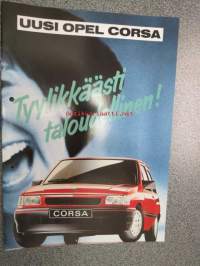 UUSI OPEL CORSA
Tyylikkäästi
taloudellinen!
CORSA